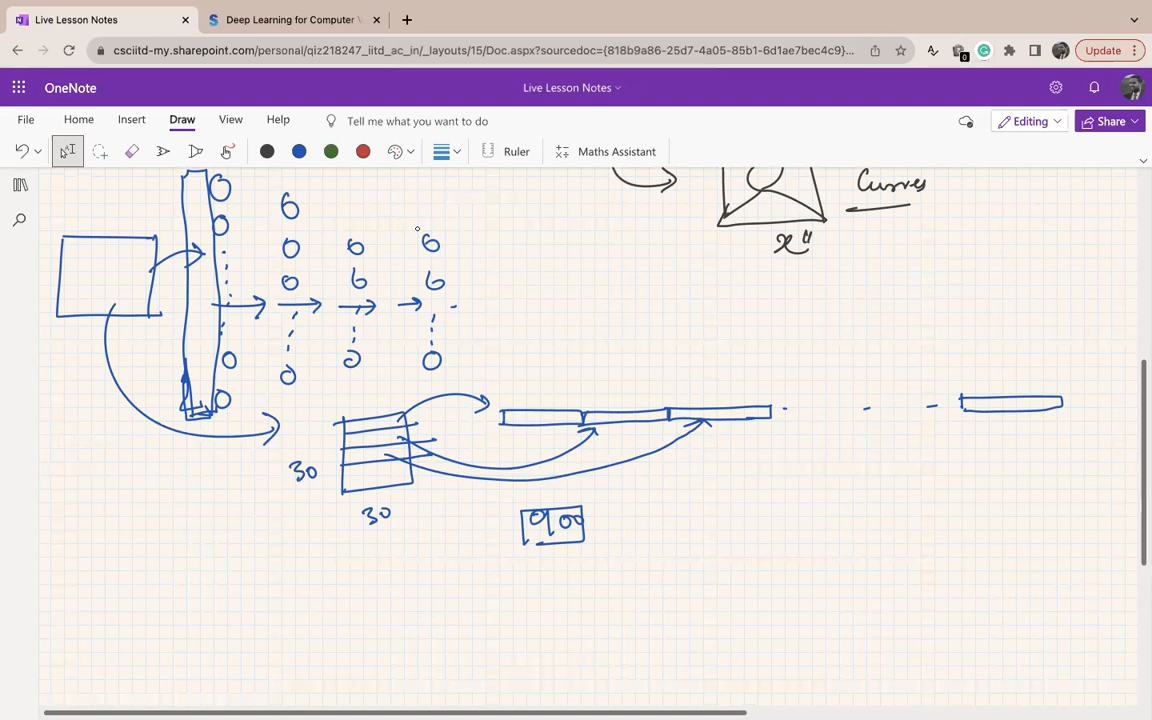 Live Lesson Notes
Deep Learning for Computer V
csciitd-my.sharepoint.com/personal/qiz218247_iitd_ac_in/_layouts/15/Doc.aspx?sourcedoc={818b9a86-25d7-4a05-85b1-6d1ae7bec4c9}...
0
Update
OneNote
Live Lesson Notes
File Home Insert Draw View Help Tell me what you want to do
Editing
Share
Ruler
Maths Assistant
Curves
x"
30
30